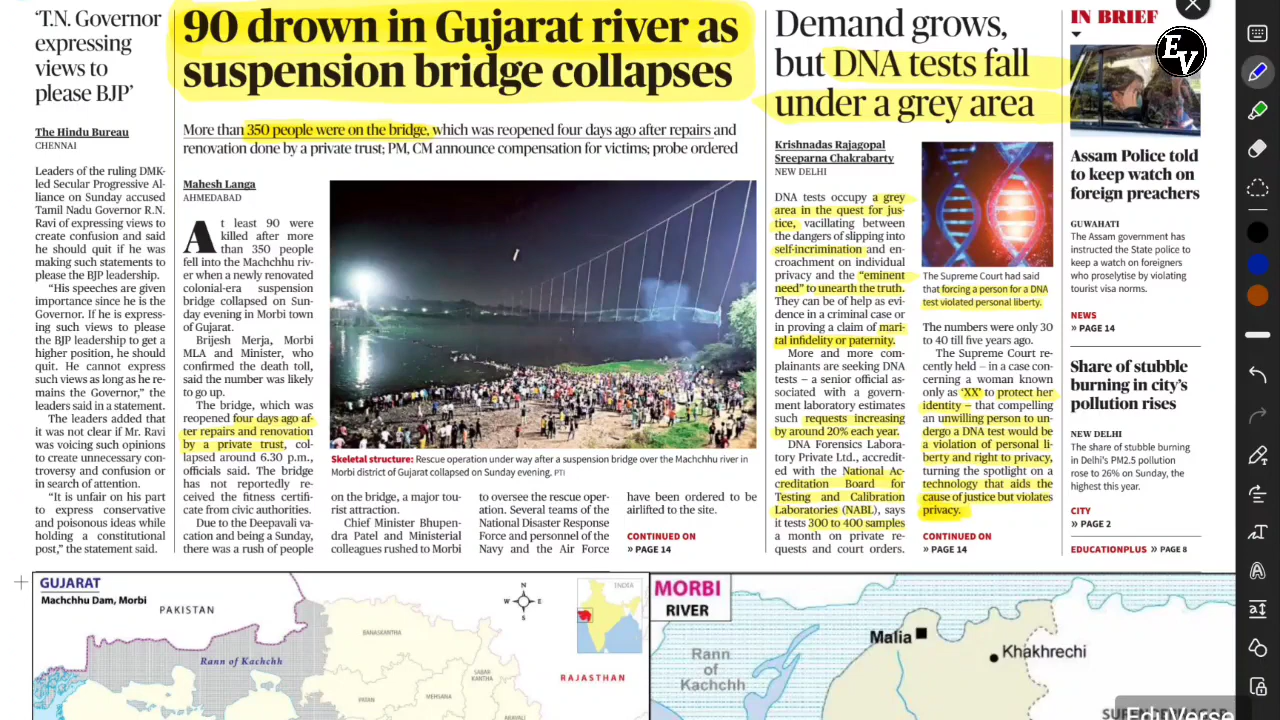 ‘T.N. Governor
expressing
views to
please BJP’
The Hindu Bureau
CHENNAI
Leaders of the ruling DMK-
led Secular Progressive Al-
liance on Sunday accused
Tamil Nadu Governor R.N.
Ravi of expressing views to
create confusion and said
he should quit if he was
making such statements to
please the BJP leadership.
“His speeches are given
importance since he is the
Governor. If he is express-
ing such views to please
the BJP leadership to get a
higher position, he should
quit. He cannot express
such views as long as he re-
mains the Governor,” the
leaders said in a statement.
The leaders added that
it was not clear if Mr. Ravi
was voicing such opinions
to create unnecessary con-
troversy and confusion or
in search of attention.
“It is unfair on his part
to express conservative
and poisonous ideas while
holding a constitutional
post,” the statement said.
90 drown in Gujarat river as
suspension bridge collapses
More than 350 people were on the bridge, which was reopened four days ago after repairs and
renovation done by a private trust; PM, CM announce compensation for victims; probe ordered
Mahesh Langa
AHMEDABAD
At least 90 were
killed after more
than 350 people
fell into the Machchhu riv-
er when a newly renovated
colonial-era suspension
bridge collapsed on Sun-
day evening in Morbi town
of Gujarat.
Brijesh Merja, Morbi
MLA and Minister, who
confirmed the death toll,
said the number was likely
to go up.
The bridge, which was
reopened four days ago af-
ter repairs and renovation
by a private trust, col-
lapsed around 6.30 p.m.,
officials said. The bridge
has not reportedly re-
ceived the fitness certifi-
cate from civic authorities.
Due to the Deepavali va-
cation and being a Sunday,
there was a rush of people
Skeletal structure: Rescue operation under way after a suspension bridge over the Machchhu river in
Morbi district of Gujarat collapsed on Sunday evening. PTI
on the bridge, a major tou-
rist attraction.
Chief Minister Bhupen-
dra Patel and Ministerial
colleagues rushed to Morbi
to oversee the rescue oper-
ation. Several teams of the
National Disaster Response
Force and personnel of the
Navy and the Air Force
have been ordered to be
airlifted to the site.
CONTINUED ON
» PAGE 14
Demand grows,
but DNA tests fall
under a grey area
Krishnadas Rajagopal
Sreeparna Chakrabarty
NEW DELHI
DNA tests occupy a grey
area in the quest for jus-
tice, vacillating between
the dangers of slipping into
self-incrimination and en-
croachment on individual
privacy and the “eminent
need” to unearth the truth.
They can be of help as evi-
dence in a criminal case or
in proving a claim of mari-
tal infidelity or paternity.
More and more com-
plainants are seeking DNA
tests – a senior official as-
sociated with a govern-
ment laboratory estimates
such requests increasing
by around 20% each year.
DNA Forensics Labora-
tory Private Ltd., accredit-
ed with the National Ac-
creditation Board for
Testing and Calibration
Laboratories (NABL), says
it tests 300 to 400 samples
a month on private re-
quests and court orders.
The Supreme Court had said
that forcing a person for a DNA
test violated personal liberty.
The numbers were only 30
to 40 till five years ago.
The Supreme Court re-
cently held – in a case con-
cerning a woman known
only as ‘XX’ to protect her
identity – that compelling
an unwilling person to un-
dergo a DNA test would be
a violation of personal li-
berty and right to privacy,
turning the spotlight on a
technology that aids the
cause of justice but violates
privacy.
CONTINUED ON
» PAGE 14
IN BRIEF
EV
Assam Police told
to keep watch on
foreign preachers
GUWAHATI
The Assam government has
instructed the State police to
keep a watch on foreigners
who proselytise by violating
tourist visa norms.
NEWS
» PAGE 14
Share of stubble
burning in city’s
pollution rises
NEW DELHI
The share of stubble burning
in Delhi’s PM2.5 pollution
rose to 26% on Sunday, the
highest this year.
CITY
» PAGE 2
EDUCATIONPLUS » PAGE 8
GUJARAT
Machchhu Dam, Morbi
PAKISTAN
Rann of Kachchh
BANASKANTHA
PATAN
MEHSANA
SABAR
KANTHA
N
W E
S
INDIA
RAJASTHAN
MORBI
RIVER
Rann
of
Kachchh
Malia
Khakhrechi
EduVerse